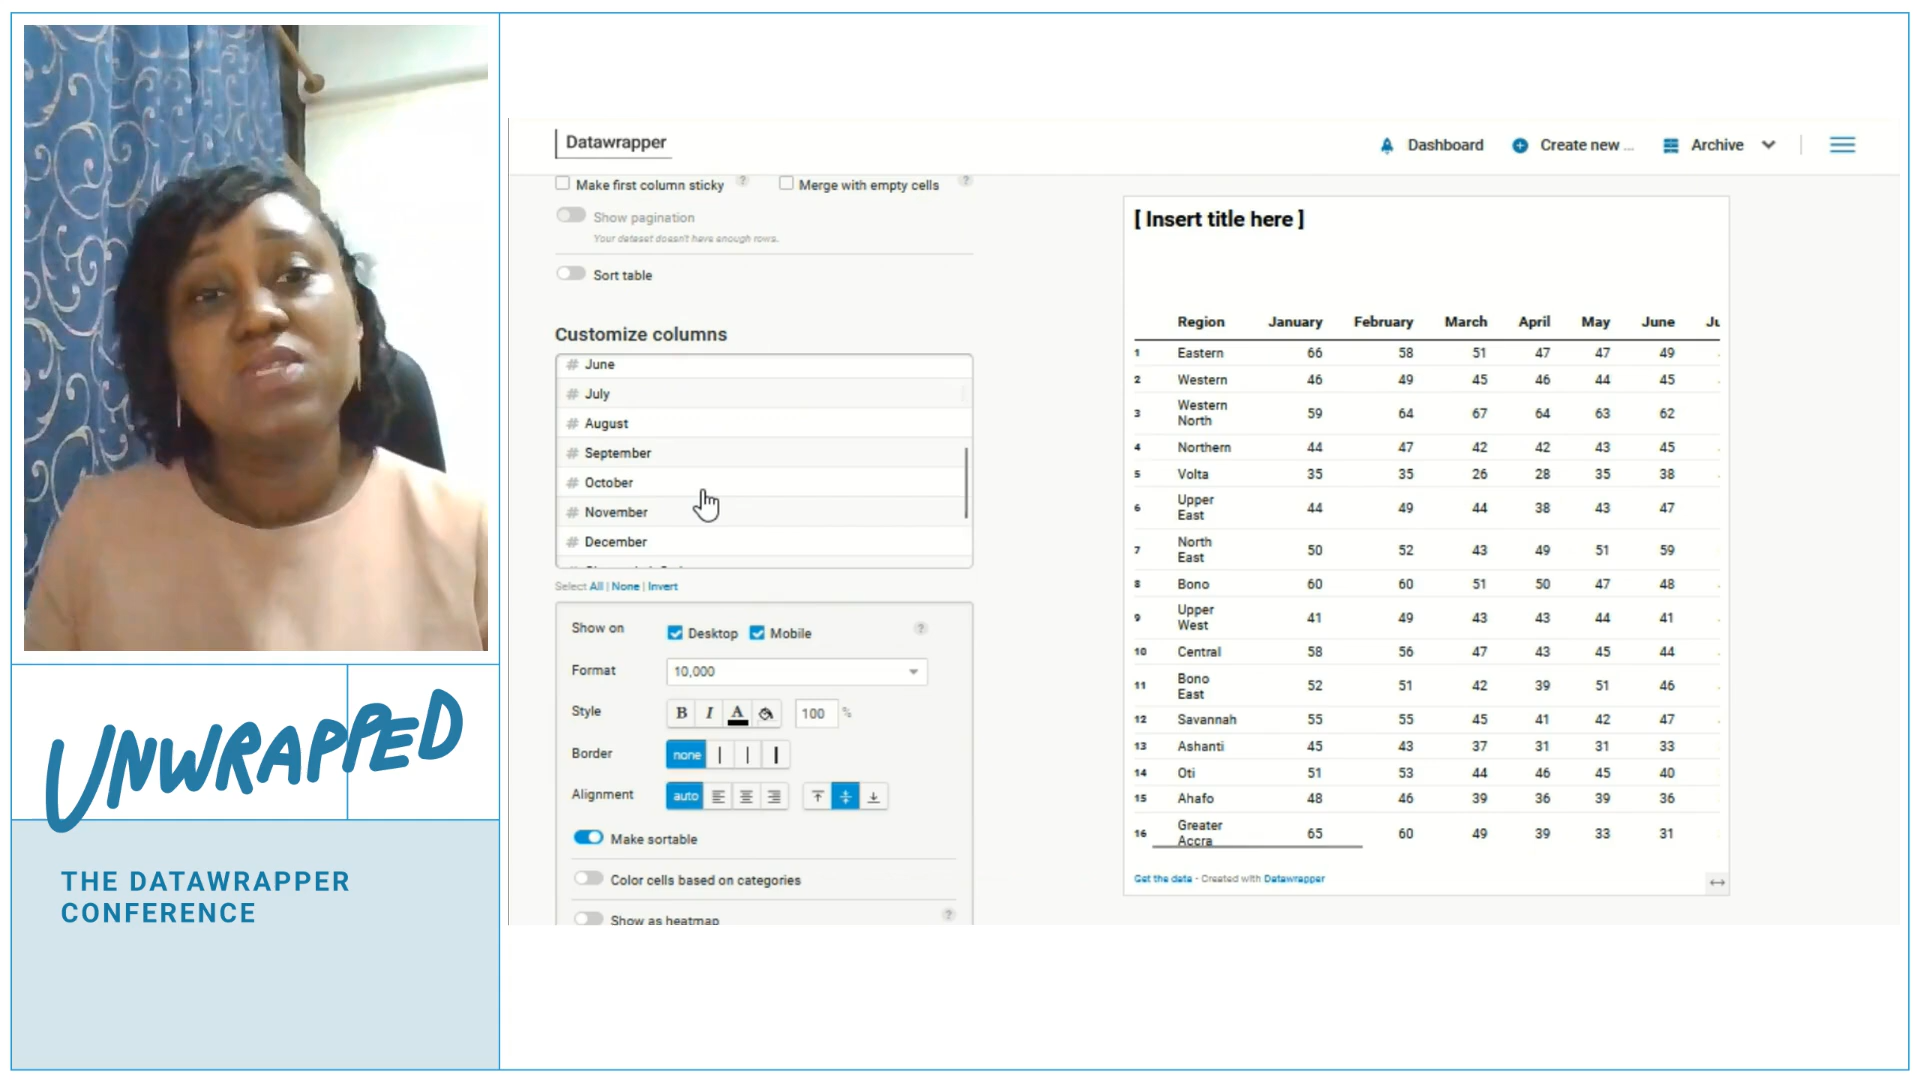 UNWRAPPED
THE DATAWRAPPER
CONFERENCE
Datawrapper
Dashboard
Create new ...
Archive
Make first column sticky ?
Merge with empty cells ?
Show pagination
Your dataset doesn't have enough rows.
Sort table
Customize columns
# June
# July
# August
# September
# October
# November
# December
Select All | None | Invert
Show on Desktop Mobile ?
Format 10,000
Style B I A 100 %
Border none
Alignment auto
Make sortable
Color cells based on categories
Show as heatmap ?
[ Insert title here ]
Region January February March April May June
1 Eastern 66 58 51 47 47 49
2 Western 46 49 45 46 44 45
3 Western North 59 64 67 64 63 62
4 Northern 44 47 42 42 43 45
5 Volta 35 35 26 28 35 38
6 Upper East 44 49 44 38 43 47
7 North East 50 52 43 49 51 59
8 Bono 60 60 51 50 47 48
9 Upper West 41 49 43 43 44 41
10 Central 58 56 47 43 45 44
11 Bono East 52 51 42 39 51 46
12 Savannah 55 55 45 41 42 47
13 Ashanti 45 43 37 31 31 33
14 Oti 51 53 44 46 45 40
15 Ahafo 48 46 39 36 39 36
16 Greater Accra 65 60 49 39 33 31
Get the data - Created with Datawrapper